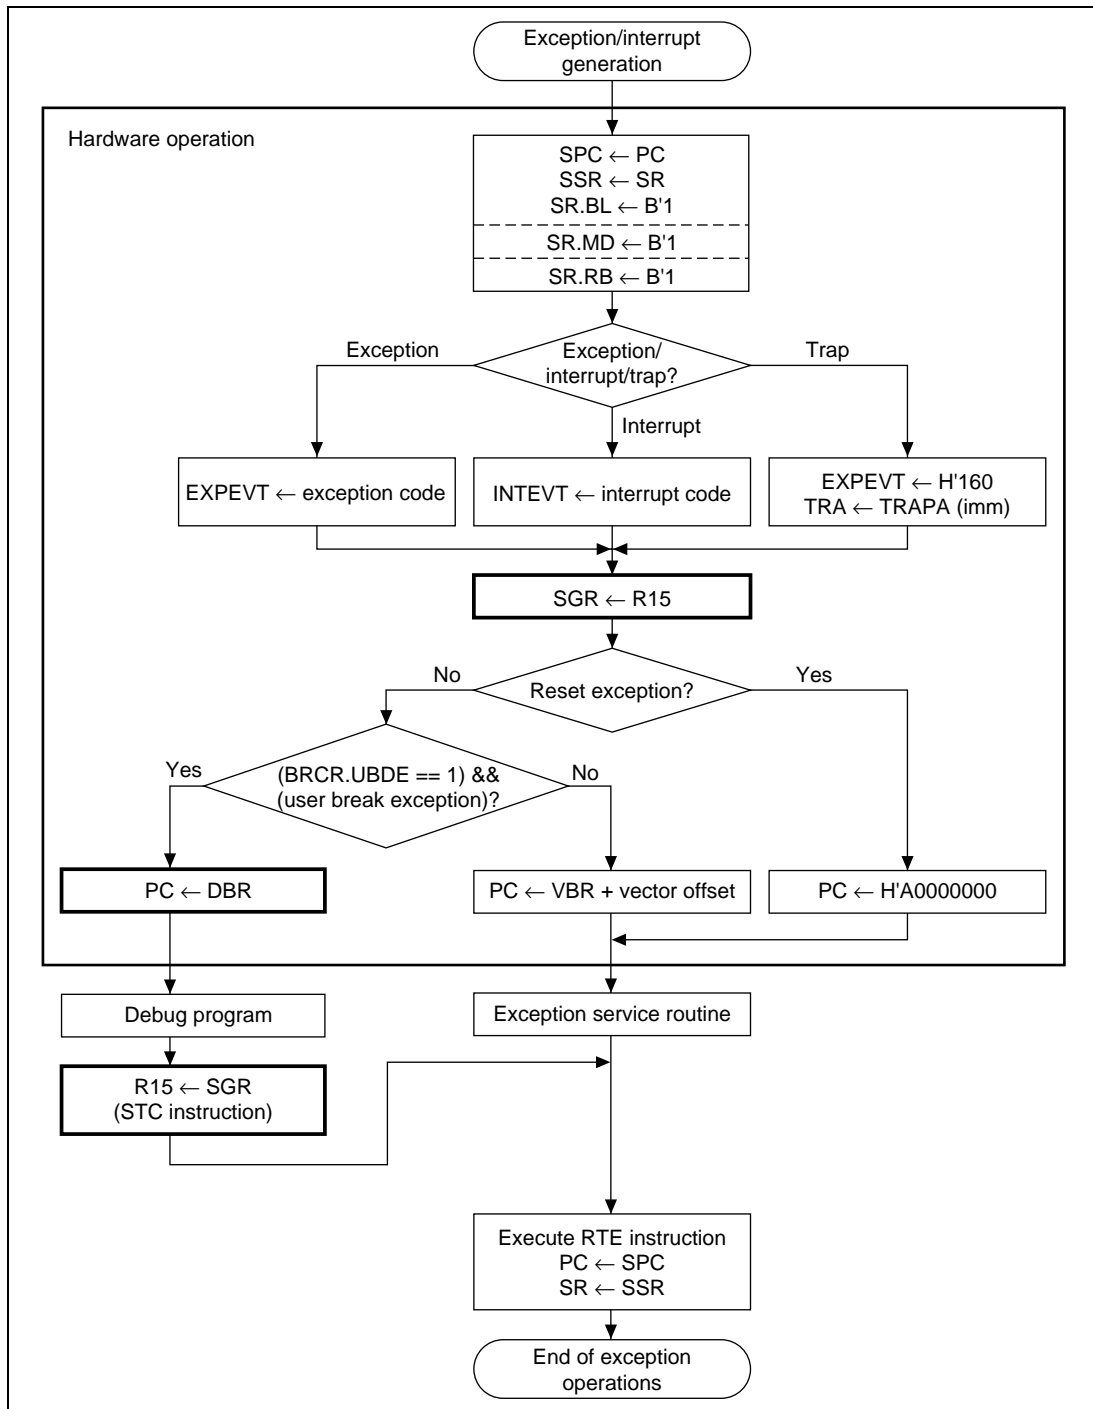 Exception/interrupt
generation
Hardware operation
SPC ← PC
SSR ← SR
SR.BL ← B'1
SR.MD ← B'1
SR.RB ← B'1
Exception
Exception/
interrupt/trap?
Trap
Interrupt
EXPEVT ← exception code
INTEVT ← interrupt code
EXPEVT ← H'160
TRA ← TRAPA (imm)
SGR ← R15
No
Reset exception?
Yes
Yes
(BRCR.UBDE == 1) &&
(user break exception)?
No
PC ← DBR
PC ← VBR + vector offset
PC ← H'A0000000
Debug program
Exception service routine
R15 ← SGR
(STC instruction)
Execute RTE instruction
PC ← SPC
SR ← SSR
End of exception
operations